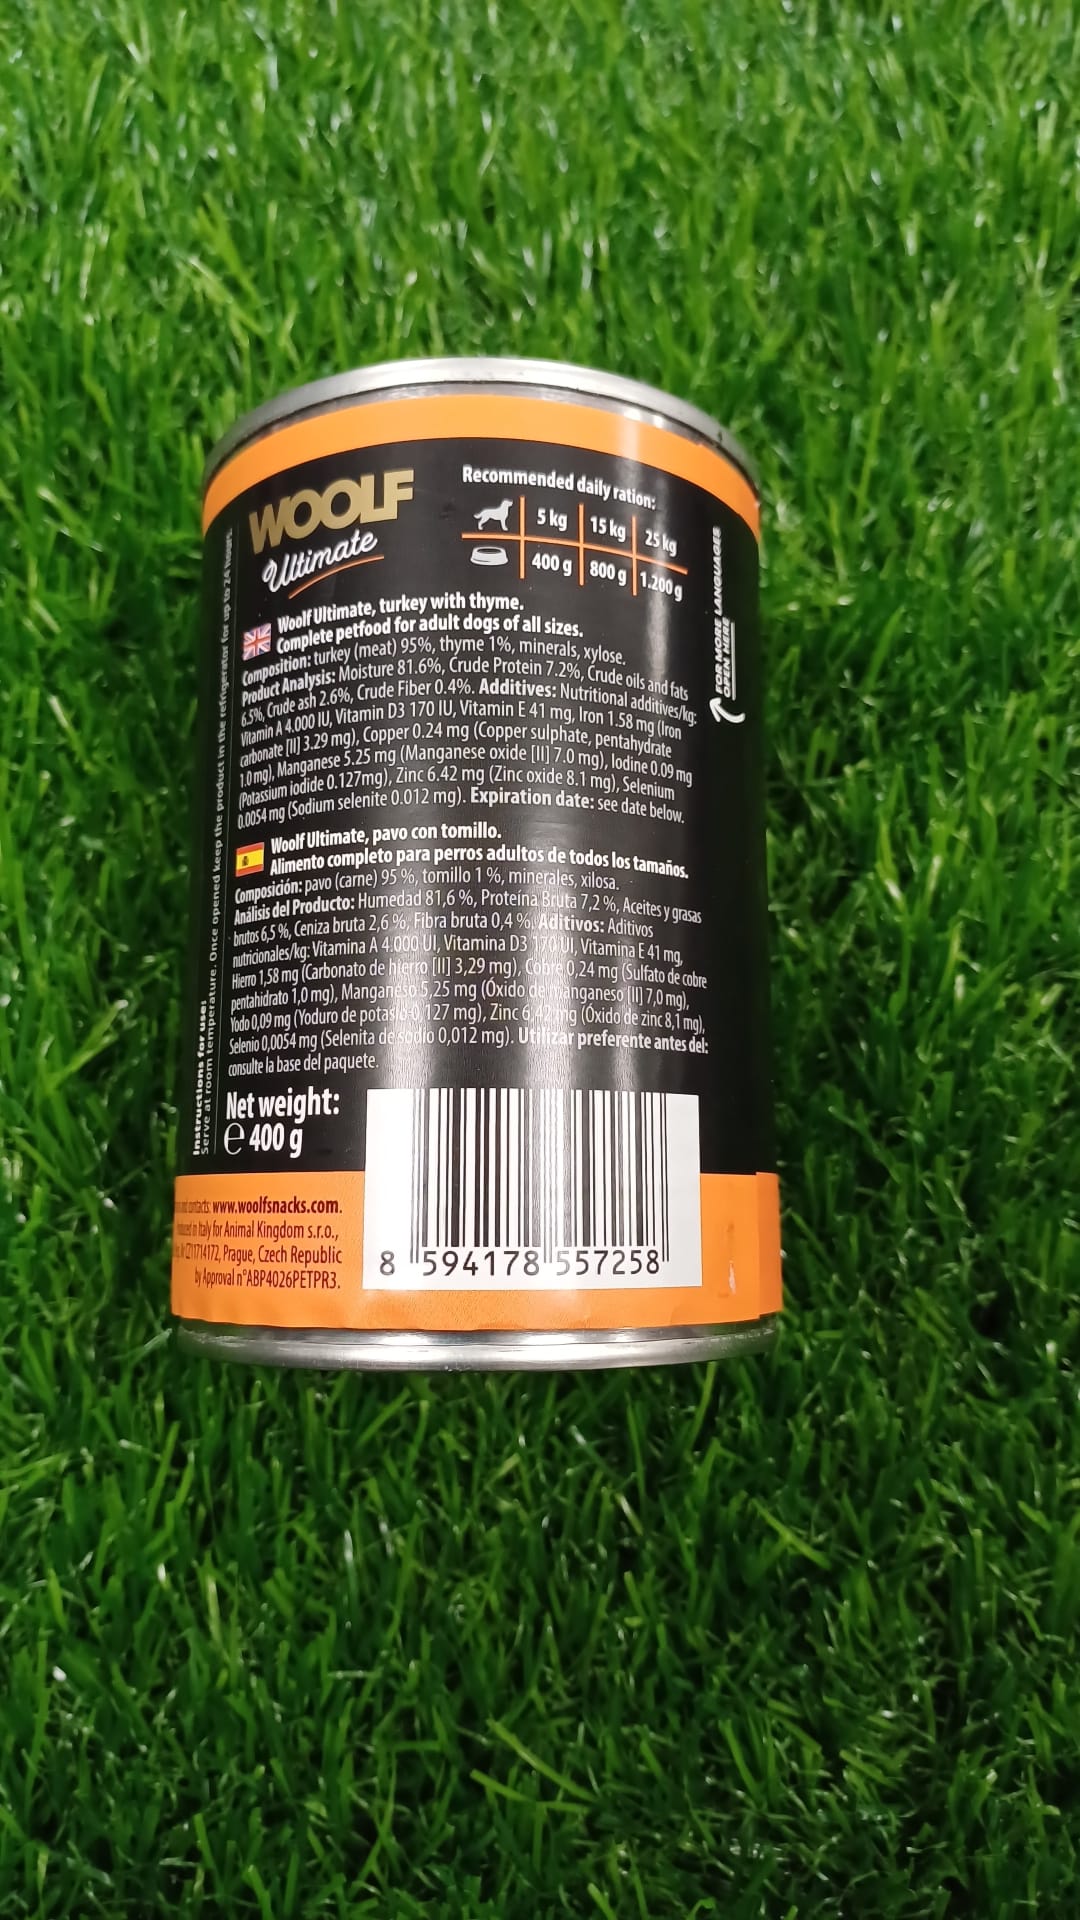 WOOLF
Ultimate
Recommended daily ration:
5 kg 15 kg 25 kg
400 g 800 g 1.200 g
Woolf Ultimate, turkey with thyme.
Complete petfood for adult dogs of all sizes.
Composition: turkey (meat) 95%, thyme 1%, minerals, xylose.
Product Analysis: Moisture 81.6%, Crude Protein 7.2%, Crude oils and fats
6.5%, Crude ash 2.6%, Crude Fiber 0.4%. Additives: Nutritional additives/kg:
Vitamin A 4.000 IU, Vitamin D3 170 IU, Vitamin E 41 mg, Iron 1.58 mg (Iron
carbonate [II] 3.29 mg), Copper 0.24 mg (Copper sulphate, pentahydrate
1.0 mg), Manganese 5.25 mg (Manganese oxide [II] 7.0 mg), Iodine 0.09 mg
(Potassium iodide 0.127mg), Zinc 6.42 mg (Zinc oxide 8.1 mg), Selenium
0.0054 mg (Sodium selenite 0.012 mg). Expiration date: see date below.
Woolf Ultimate, pavo con tomillo.
Alimento completo para perros adultos de todos los tamaños.
Composición: pavo (carne) 95 %, tomillo 1 %, minerales, xilosa.
Análisis del Producto: Humedad 81,6 %, Proteína Bruta 7,2 %, Aceites y grasas
brutos 6,5 %, Ceniza bruta 2,6 %, Fibra bruta 0,4 %. Aditivos: Aditivos
nutricionales/kg: Vitamina A 4.000 UI, Vitamina D3 170 UI, Vitamina E 41 mg,
Hierro 1,58 mg (Carbonato de hierro [II] 3,29 mg), Cobre 0,24 mg (Sulfato de cobre
pentahidrato 1,0 mg), Manganeso 5,25 mg (Óxido de manganeso [II] 7,0 mg),
Yodo 0,09 mg (Yoduro de potasio 0,127 mg), Zinc 6,42 mg (Óxido de zinc 8,1 mg),
Selenio 0,0054 mg (Selenita de sodio 0,012 mg). Utilizar preferente antes del:
consulte la base del paquete.
Instructions for use:
Serve at room temperature. Once opened keep the product in the refrigerator for up to 24 hours.
FOR MORE LANGUAGES
OPEN HERE
Net weight:
e 400 g
contacts: www.woolfsnacks.com.
in Italy for Animal Kingdom s.r.o.,
CZ11714172, Prague, Czech Republic
by Approval n°ABP4026PETPR3.
8 594178 557258